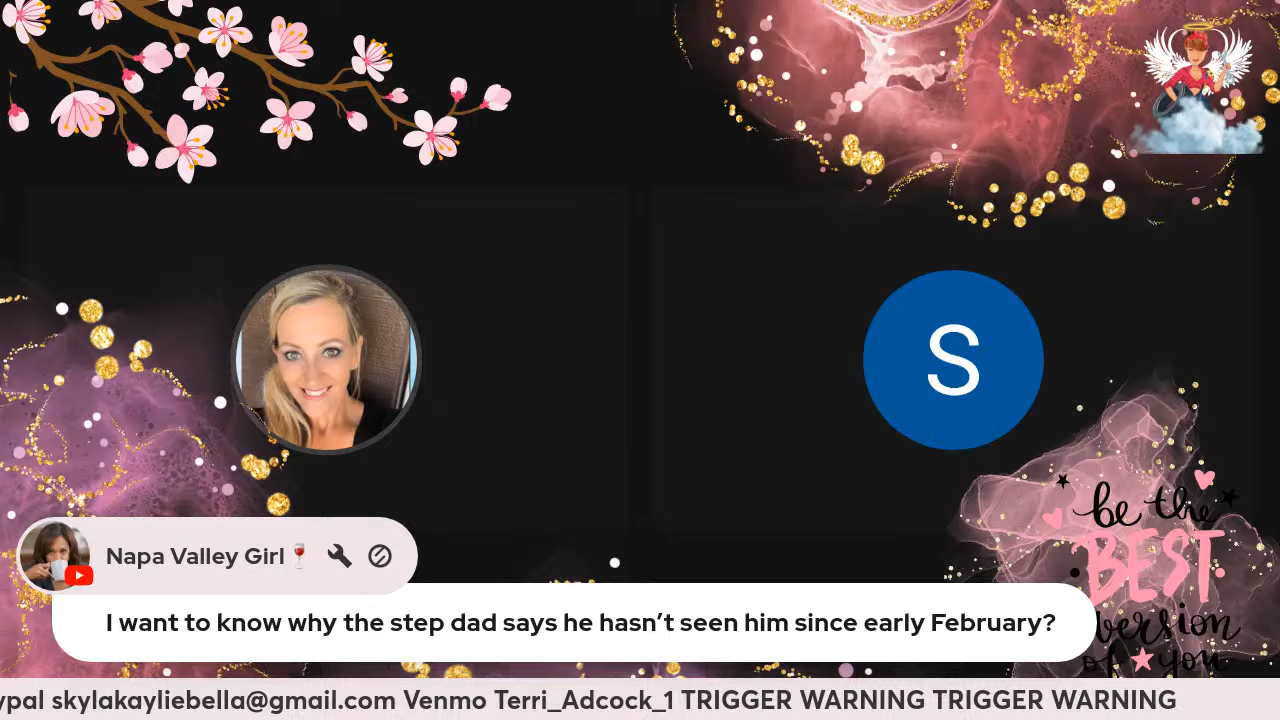 S
be the
BEST
version
of you
Napa Valley Girl🍷
I want to know why the step dad says he hasn't seen him since early February?
ypal skylakayliebella@gmail.com Venmo Terri_Adcock_1 TRIGGER WARNING TRIGGER WARNING